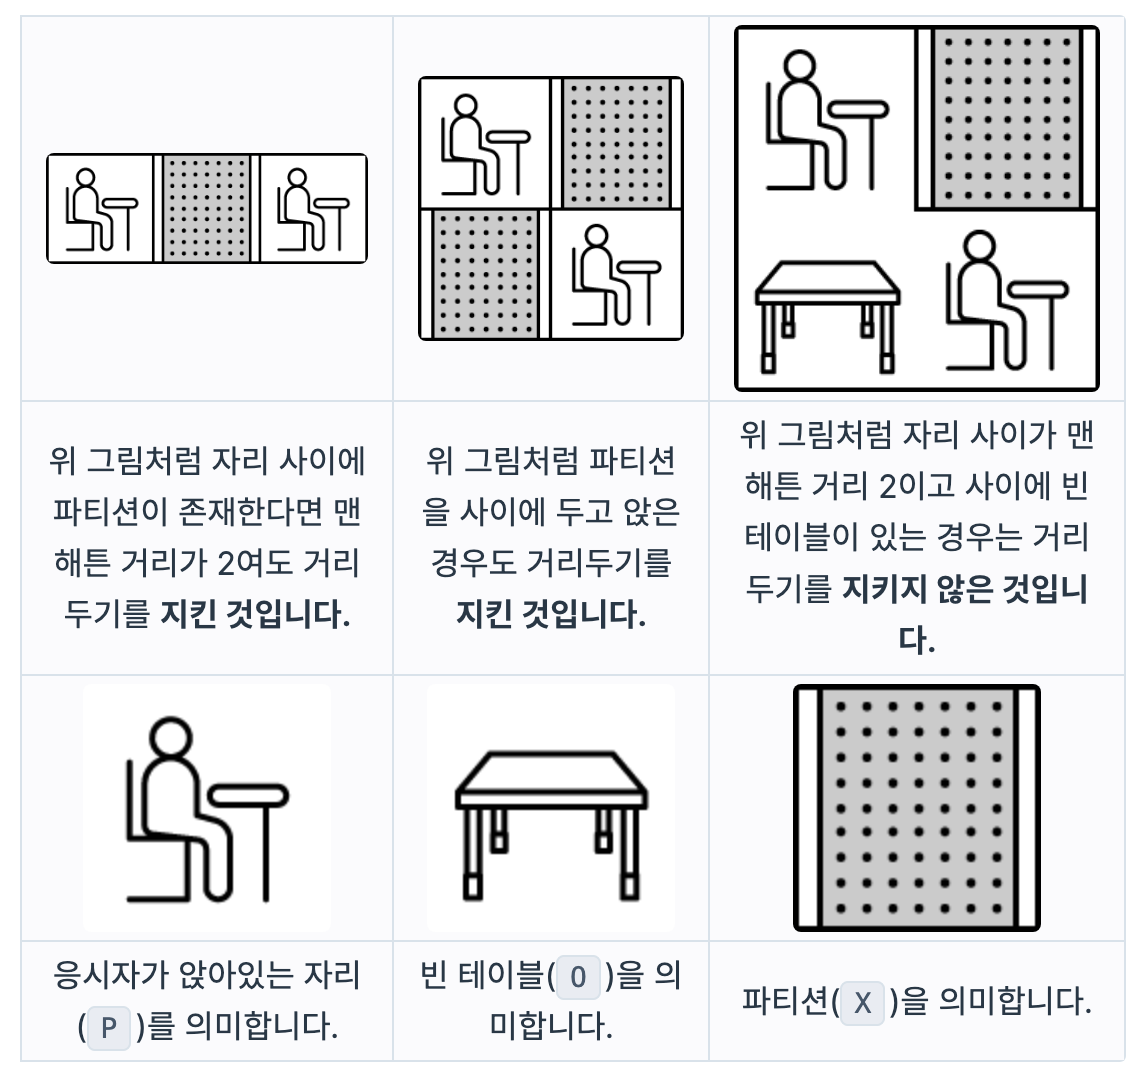 위 그림처럼 자리 사이에
파티션이 존재한다면 맨
해튼 거리가 2여도 거리
두기를 지킨 것입니다.
위 그림처럼 파티션
을 사이에 두고 앉은
경우도 거리두기를
지킨 것입니다.
위 그림처럼 자리 사이가 맨
해튼 거리 2이고 사이에 빈
테이블이 있는 경우는 거리
두기를 지키지 않은 것입니
다.
응시자가 앉아있는 자리
(P)를 의미합니다.
빈 테이블(O)을 의
미합니다.
파티션(X)을 의미합니다.